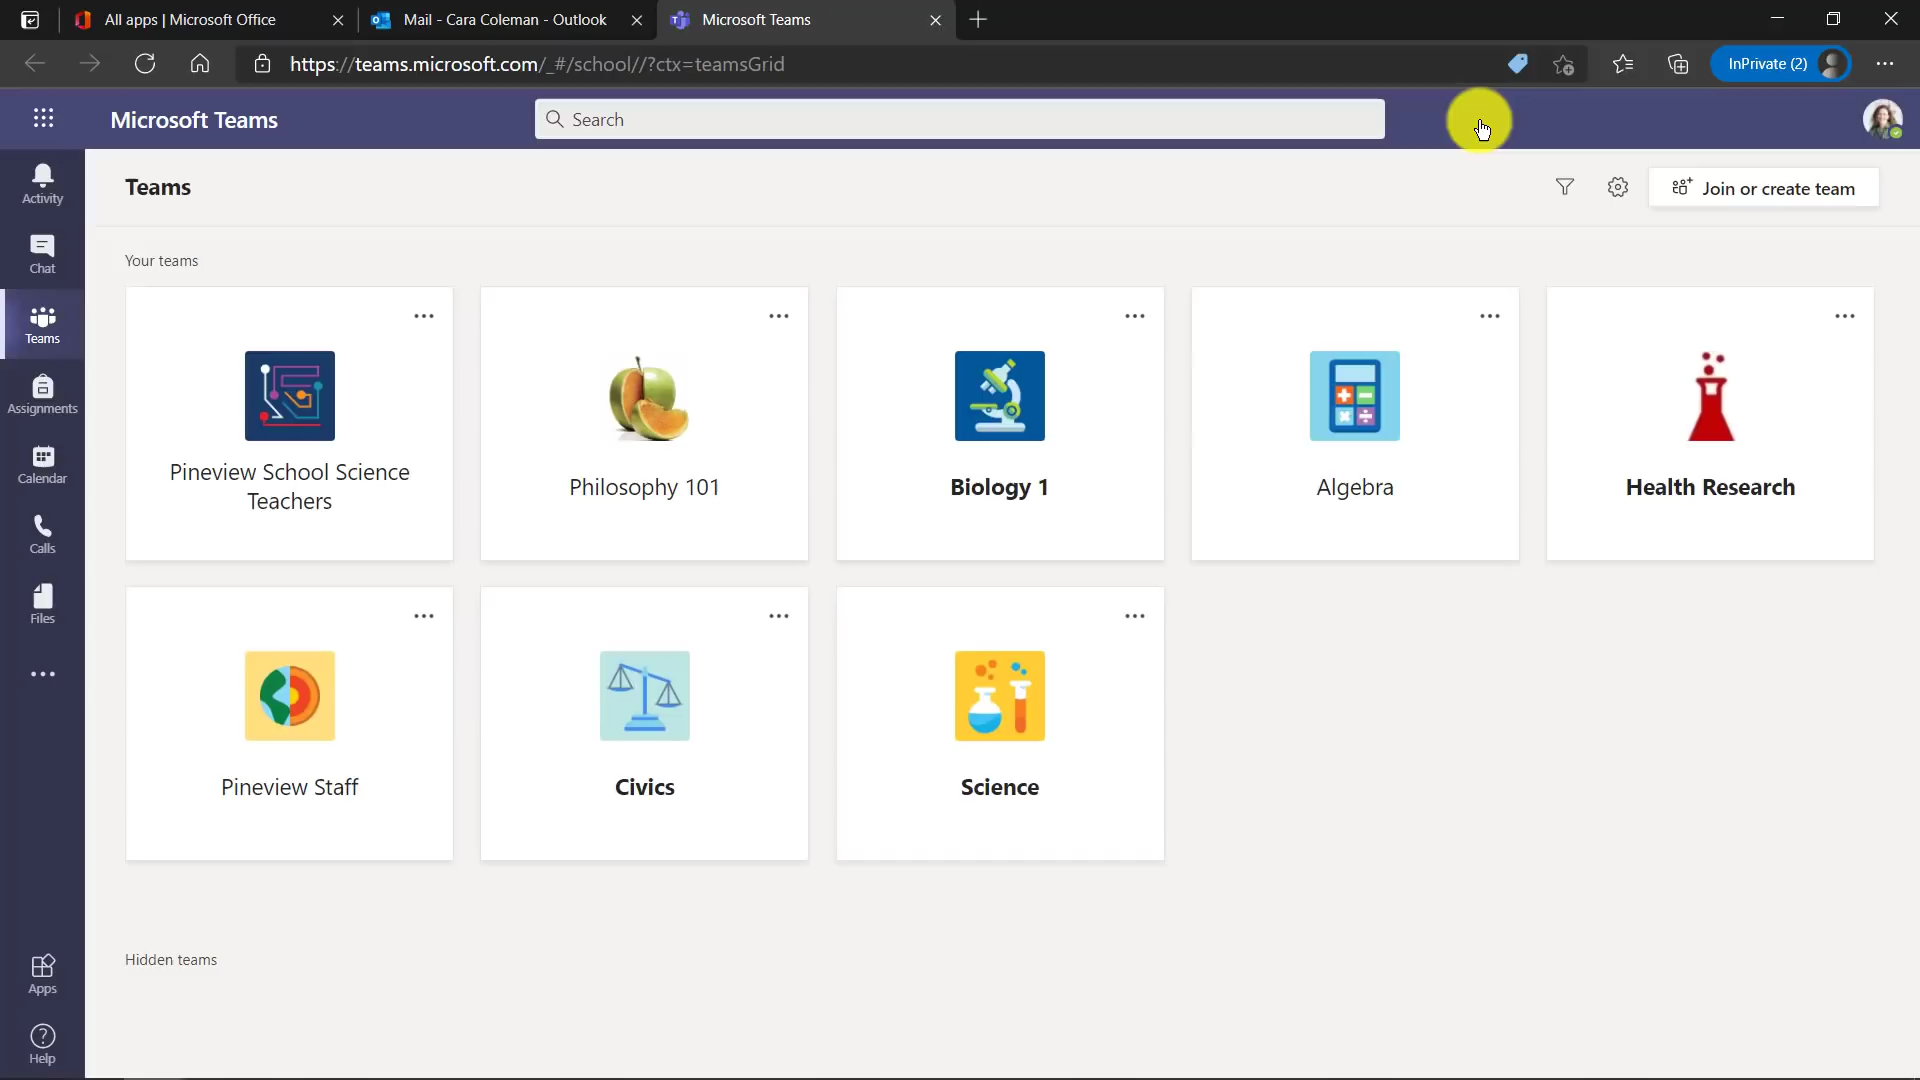 All apps | Microsoft Office
Mail - Cara Coleman - Outlook
Microsoft Teams
https://teams.microsoft.com/_#/school//?ctx=teamsGrid
InPrivate (2)
Microsoft Teams
Search
Activity
Chat
Teams
Assignments
Calendar
Calls
Files
Apps
Help
Teams
Join or create team
Your teams
Pineview School Science
Teachers
Philosophy 101
Biology 1
Algebra
Health Research
Pineview Staff
Civics
Science
Hidden teams